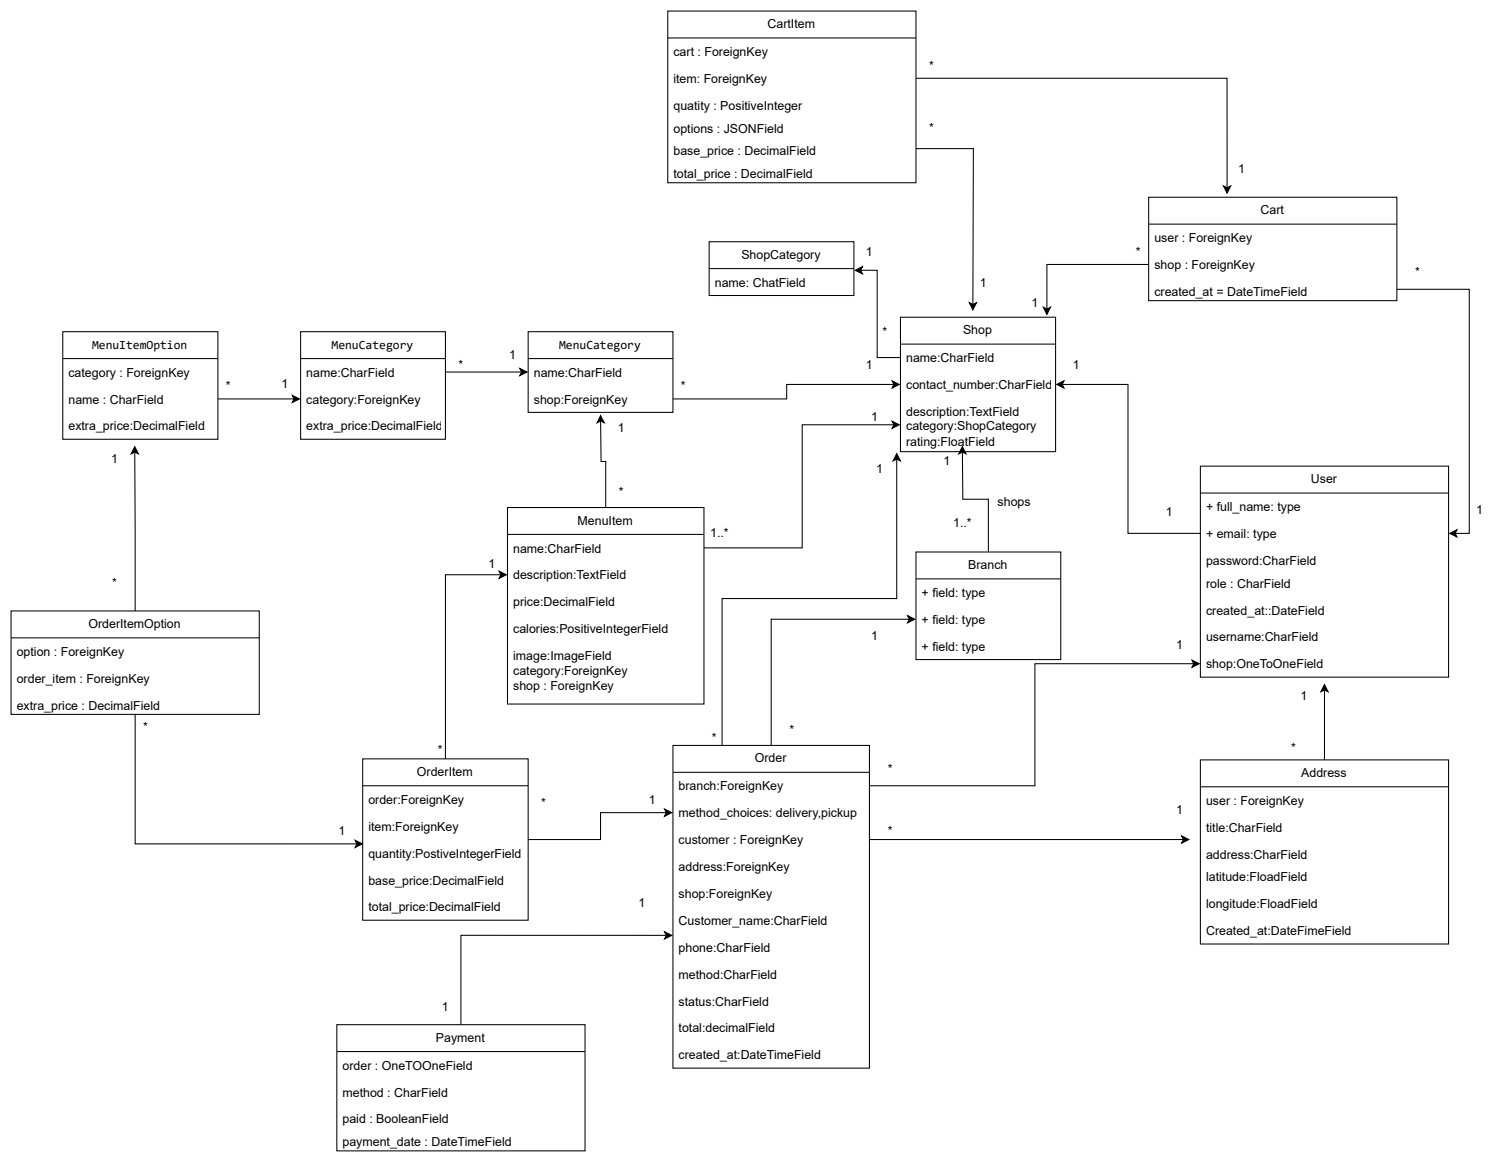 CartItem
cart : ForeignKey
item: ForeignKey
quatity : PositiveInteger
options : JSONField
base_price : DecimalField
total_price : DecimalField
*
*
1
1
Cart
user : ForeignKey
shop : ForeignKey
created_at = DateTimeField
*
*
1
1
ShopCategory
name: ChatField
1
*
Shop
name:CharField
contact_number:CharField
description:TextField
category:ShopCategory
rating:FloatField
1
1
1
1
1
MenuItemOption
category : ForeignKey
name : CharField
extra_price:DecimalField
*
1
MenuCategory
name:CharField
category:ForeignKey
extra_price:DecimalField
*
1
MenuCategory
name:CharField
shop:ForeignKey
*
1
*
1
MenuItem
name:CharField
description:TextField
price:DecimalField
calories:PositiveIntegerField
image:ImageField
category:ForeignKey
shop : ForeignKey
1..*
1
shops
1..*
Branch
+ field: type
+ field: type
+ field: type
1
User
+ full_name: type
+ email: type
password:CharField
role : CharField
created_at::DateField
username:CharField
shop:OneToOneField
1
1
1
*
*
OrderItemOption
option : ForeignKey
order_item : ForeignKey
extra_price : DecimalField
*
1
*
OrderItem
order:ForeignKey
item:ForeignKey
quantity:PostiveIntegerField
base_price:DecimalField
total_price:DecimalField
*
1
*
*
Order
branch:ForeignKey
method_choices: delivery,pickup
customer : ForeignKey
address:ForeignKey
shop:ForeignKey
Customer_name:CharField
phone:CharField
method:CharField
status:CharField
total:decimalField
created_at:DateTimeField
*
*
1
Address
user : ForeignKey
title:CharField
address:CharField
latitude:FloadField
longitude:FloadField
Created_at:DateFimeField
1
1
Payment
order : OneTOOneField
method : CharField
paid : BooleanField
payment_date : DateTimeField